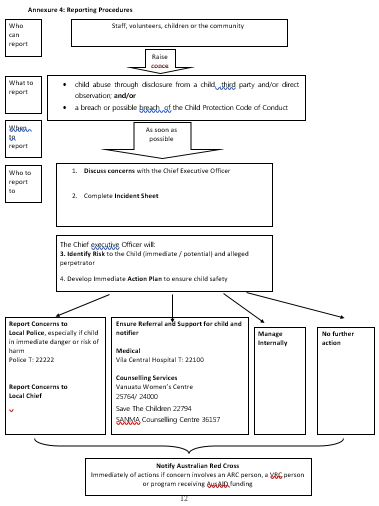 Annexure 4: Reporting Procedures
Who
can
report
Staff, volunteers, children or the community
Raise
conce
What to
report
• child abuse through disclosure from a child, third party and/or direct
observation; and/or
• a breach or possible breach of the Child Protection Code of Conduct
When
to
report
As soon as
possible
Who to
report
to
1. Discuss concerns with the Chief Executive Officer
2. Complete Incident Sheet
The Chief executive Officer will:
3. Identify Risk to the Child (immediate / potential) and alleged
perpetrator
4. Develop Immediate Action Plan to ensure child safety
Report Concerns to
Local Police, especially if child
in immediate danger or risk of
harm
Police T: 22222
Report Concerns to
Local Chief
Ensure Referral and Support for child and
notifier
Medical
Vila Central Hospital T: 22100
Counselling Services
Vanuatu Women's Centre
25764/ 24000
Save The Children 22794
SANMA Counselling Centre 36157
Manage
Internally
No further
action
Notify Australian Red Cross
Immediately of actions if concern involves an ARC person, a VRC person
or program receiving AusAID funding
12